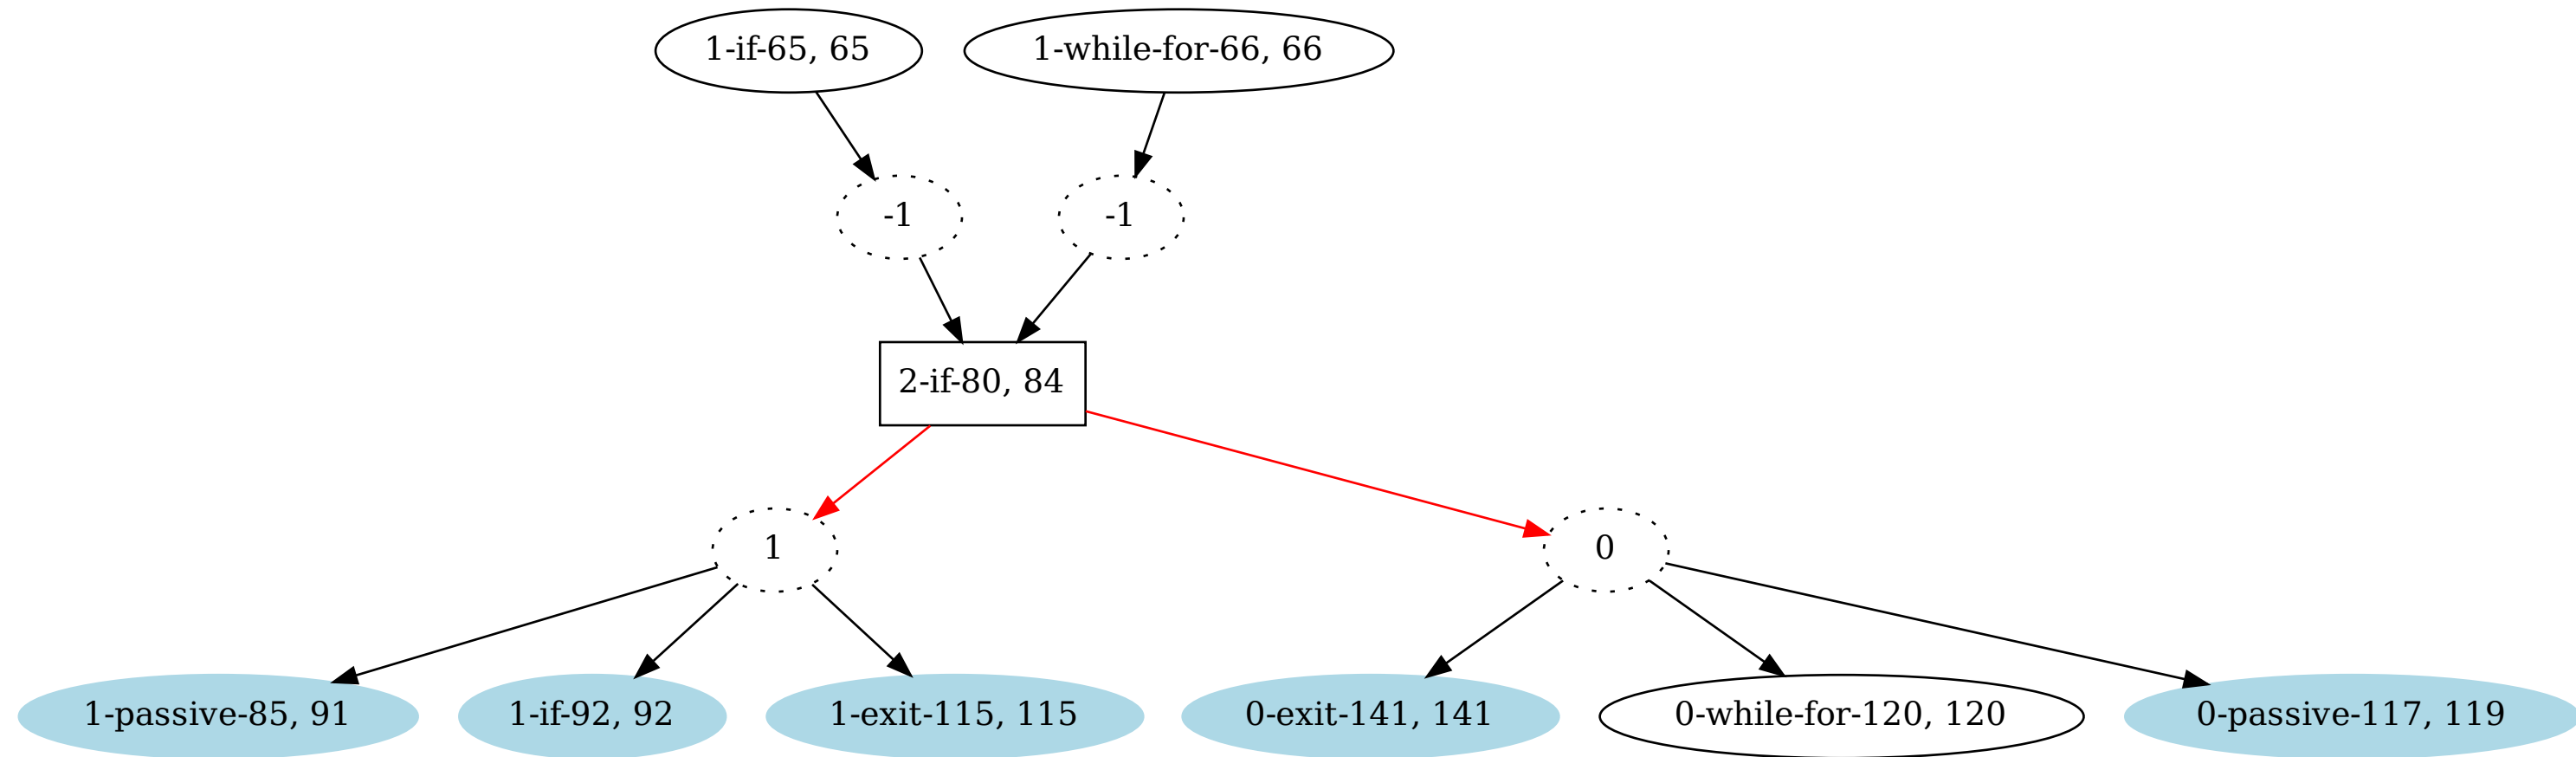 1-if-65, 65
1-while-for-66, 66
-1
-1
2-if-80, 84
1
0
1-passive-85, 91
1-if-92, 92
1-exit-115, 115
0-exit-141, 141
0-while-for-120, 120
0-passive-117, 119